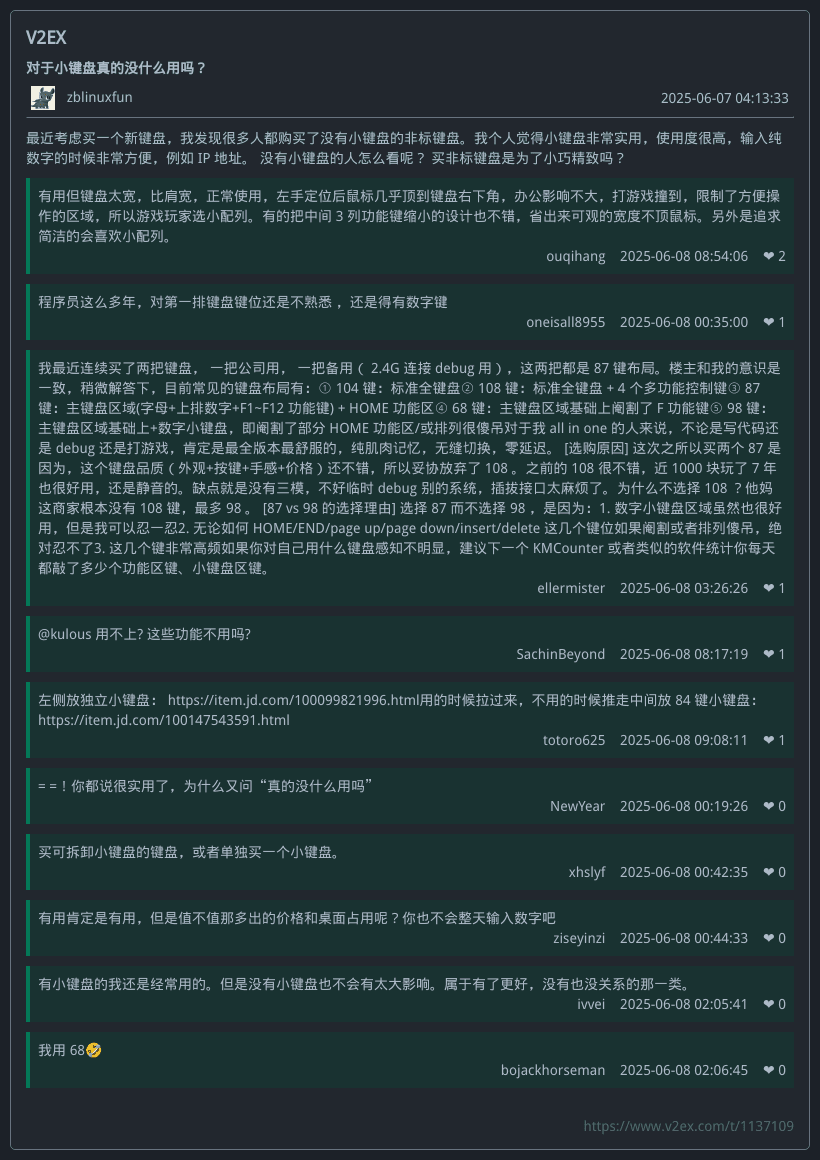 V2EX
对于小键盘真的没什么用吗？
zblinuxfun
2025-06-07 04:13:33
最近考虑买一个新键盘，我发现很多人都购买了没有小键盘的非标键盘。我个人觉得小键盘非常实用，使用度很高，输入纯
数字的时候非常方便，例如 IP 地址。 没有小键盘的人怎么看呢？ 买非标键盘是为了小巧精致吗？
有用但键盘太宽，比肩宽，正常使用，左手定位后鼠标几乎顶到键盘右下角，办公影响不大，打游戏撞到，限制了方便操
作的区域，所以游戏玩家选小配列。有的把中间 3 列功能键缩小的设计也不错，省出来可观的宽度不顶鼠标。另外是追求
简洁的会喜欢小配列。
ouqihang 2025-06-08 08:54:06 ❤ 2
程序员这么多年，对第一排键盘键位还是不熟悉 ，还是得有数字键
oneisall8955 2025-06-08 00:35:00 ❤ 1
我最近连续买了两把键盘， 一把公司用， 一把备用（ 2.4G 连接 debug 用），这两把都是 87 键布局。楼主和我的意识是
一致，稍微解答下，目前常见的键盘布局有：① 104 键：标准全键盘② 108 键：标准全键盘 + 4 个多功能控制键③ 87
键：主键盘区域(字母+上排数字+F1~F12 功能键) + HOME 功能区④ 68 键：主键盘区域基础上阉割了 F 功能键⑤ 98 键：
主键盘区域基础上+数字小键盘，即阉割了部分 HOME 功能区/或排列很傻吊对于我 all in one 的人来说，不论是写代码还
是 debug 还是打游戏，肯定是最全版本最舒服的，纯肌肉记忆，无缝切换，零延迟。 [选购原因] 这次之所以买两个 87 是
因为，这个键盘品质（外观+按键+手感+价格）还不错，所以妥协放弃了 108 。之前的 108 很不错，近 1000 块玩了 7 年
也很好用，还是静音的。缺点就是没有三模，不好临时 debug 别的系统，插拔接口太麻烦了。为什么不选择 108 ？他妈
这商家根本没有 108 键，最多 98 。 [87 vs 98 的选择理由] 选择 87 而不选择 98 ，是因为：1. 数字小键盘区域虽然也很好
用，但是我可以忍一忍2. 无论如何 HOME/END/page up/page down/insert/delete 这几个键位如果阉割或者排列傻吊，绝
对忍不了3. 这几个键非常高频如果你对自己用什么键盘感知不明显，建议下一个 KMCounter 或者类似的软件统计你每天
都敲了多少个功能区键、小键盘区键。
ellermister 2025-06-08 03:26:26 ❤ 1
@kulous 用不上? 这些功能不用吗?
SachinBeyond 2025-06-08 08:17:19 ❤ 1
左侧放独立小键盘： https://item.jd.com/100099821996.html用的时候拉过来，不用的时候推走中间放 84 键小键盘：
https://item.jd.com/100147543591.html
totoro625 2025-06-08 09:08:11 ❤ 1
= =！你都说很实用了，为什么又问“真的没什么用吗”
NewYear 2025-06-08 00:19:26 ❤ 0
买可拆卸小键盘的键盘，或者单独买一个小键盘。
xhslyf 2025-06-08 00:42:35 ❤ 0
有用肯定是有用，但是值不值那多出的价格和桌面占用呢？你也不会整天输入数字吧
ziseyinzi 2025-06-08 00:44:33 ❤ 0
有小键盘的我还是经常用的。但是没有小键盘也不会有太大影响。属于有了更好，没有也没关系的那一类。
ivvei 2025-06-08 02:05:41 ❤ 0
我用 68🤣
bojackhorseman 2025-06-08 02:06:45 ❤ 0
https://www.v2ex.com/t/1137109